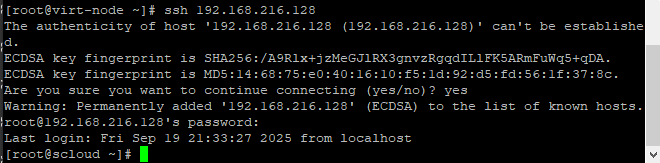 [root@virt-node ~]# ssh 192.168.216.128
The authenticity of host '192.168.216.128 (192.168.216.128)' can't be establishe
d.
ECDSA key fingerprint is SHA256:/A9Rlx+jzMeGJlRX3gnvzRgqdILlFK5ARmFuWq5+qDA.
ECDSA key fingerprint is MD5:14:68:75:e0:40:16:10:f5:1d:92:d5:fd:56:1f:37:8c.
Are you sure you want to continue connecting (yes/no)? yes
Warning: Permanently added '192.168.216.128' (ECDSA) to the list of known hosts.
root@192.168.216.128's password:
Last login: Fri Sep 19 21:33:27 2025 from localhost
[root@scloud ~]#